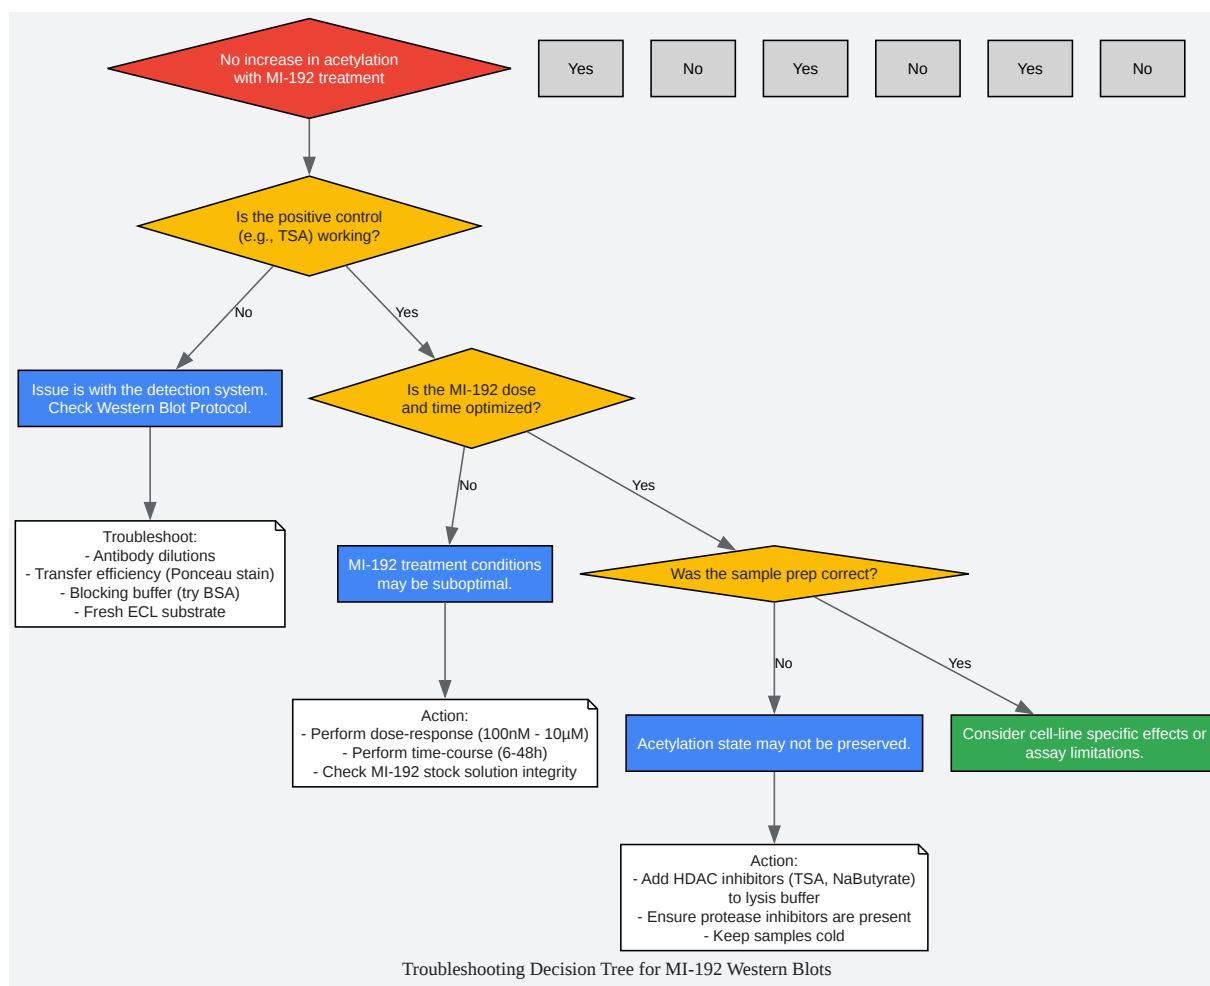 No increase in acetylation
with MI-192 treatment
Yes
No
Yes
No
Yes
No
Is the positive control
(e.g., TSA) working?
No
Yes
Issue is with the detection system.
Check Western Blot Protocol.
Is the MI-192 dose
and time optimized?
No
Yes
Troubleshoot:
- Antibody dilutions
- Transfer efficiency (Ponceau stain)
- Blocking buffer (try BSA)
- Fresh ECL substrate
MI-192 treatment conditions
may be suboptimal.
Was the sample prep correct?
No
Yes
Action:
- Perform dose-response (100nM - 10µM)
- Perform time-course (6-48h)
- Check MI-192 stock solution integrity
Acetylation state may not be preserved.
Consider cell-line specific effects or
assay limitations.
Action:
- Add HDAC inhibitors (TSA, NaButyrate)
to lysis buffer
- Ensure protease inhibitors are present
- Keep samples cold
Troubleshooting Decision Tree for MI-192 Western Blots